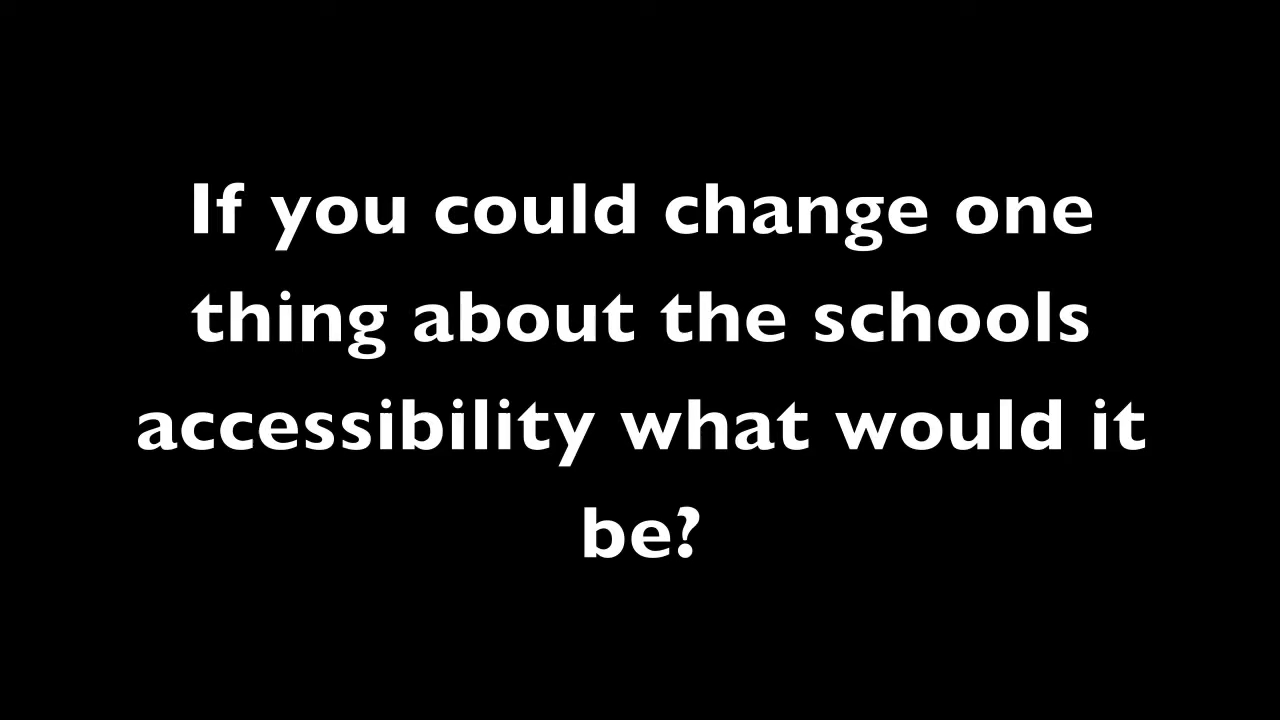 If you could change one
thing about the schools
accessibility what would it
be?